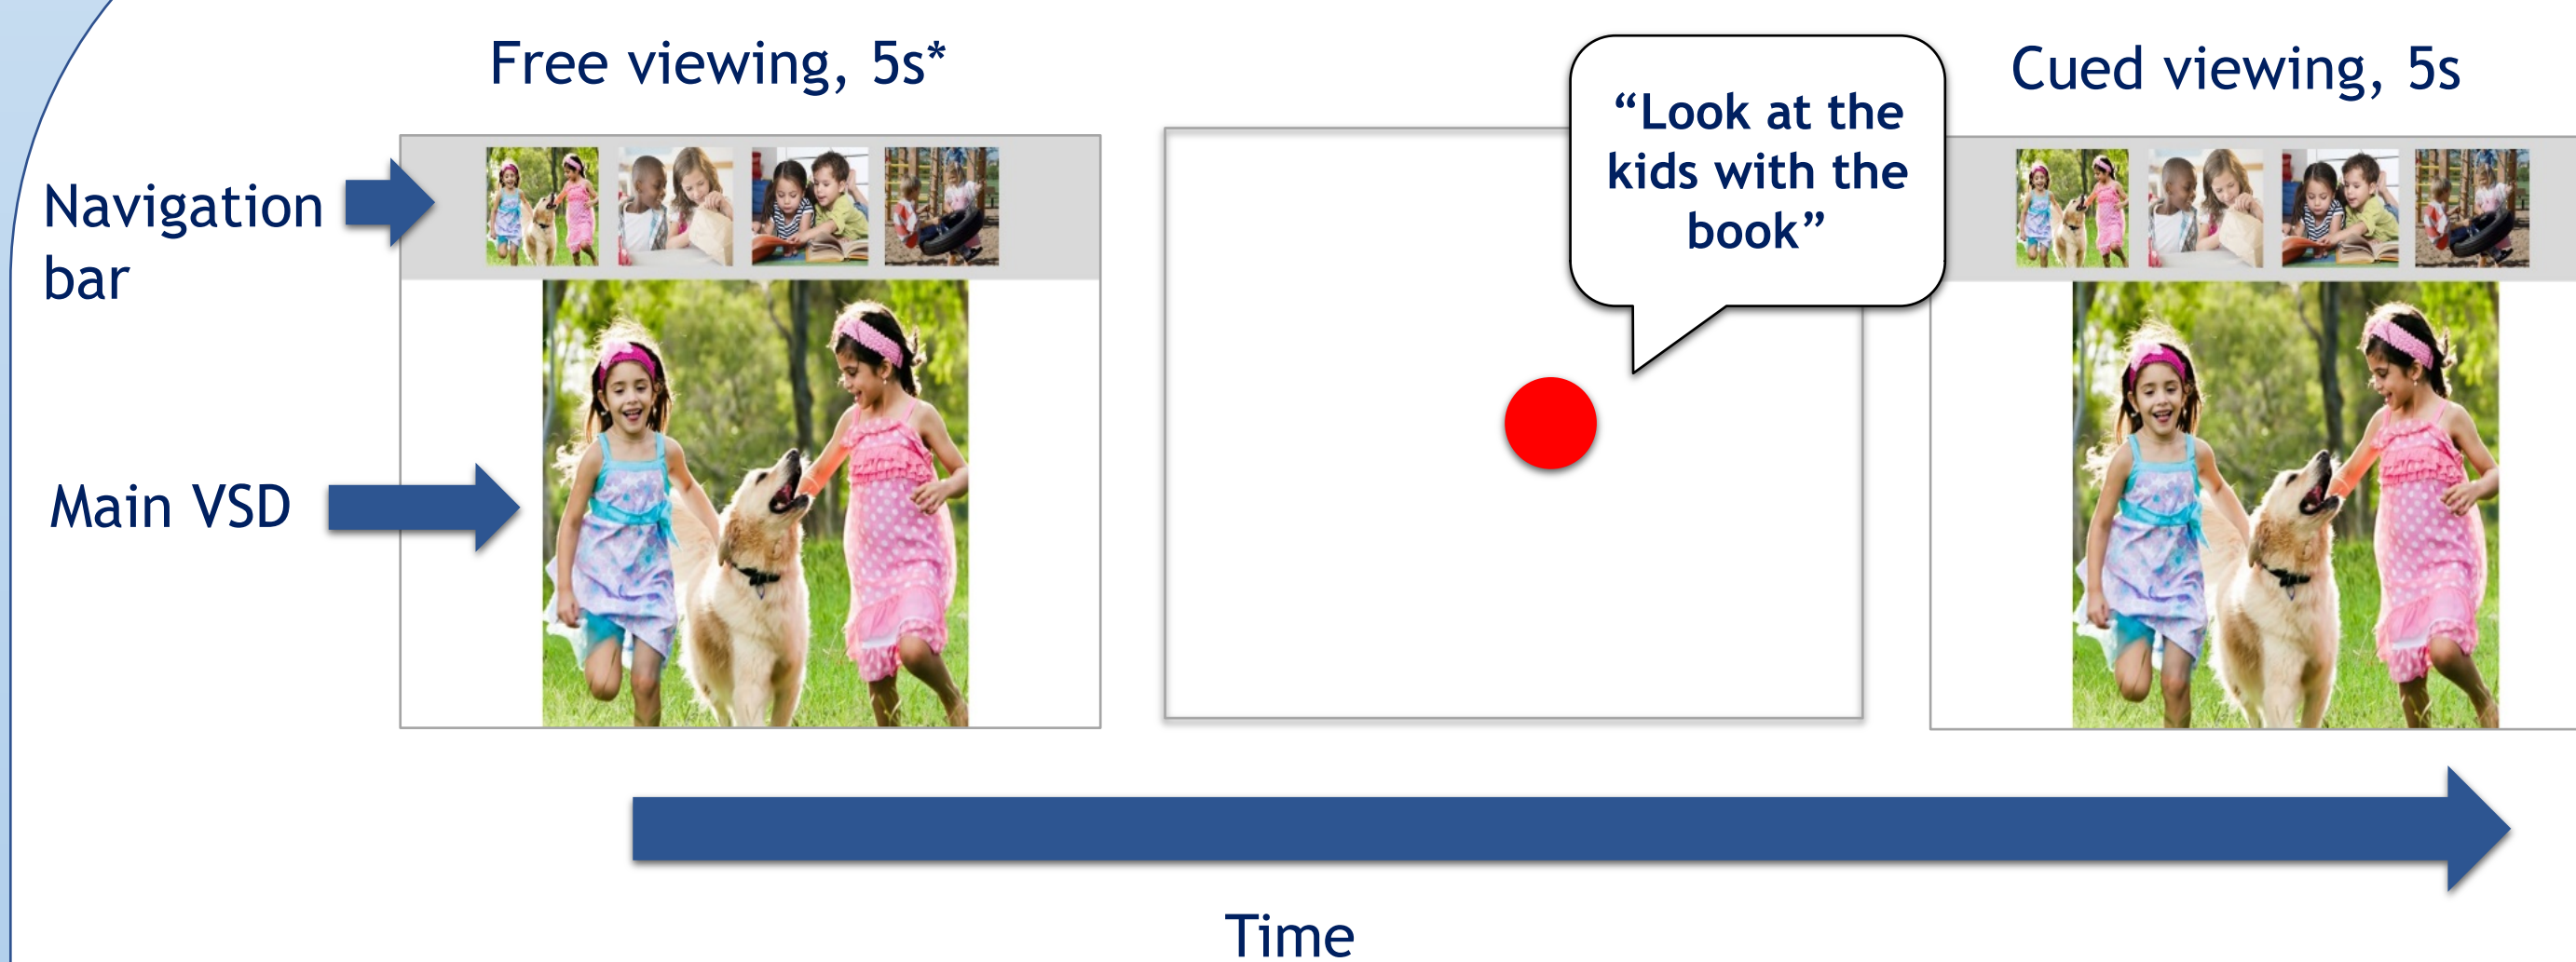 Free viewing, 5s*
“Look at the
kids with the
book”
Cued viewing, 5s
Navigation
bar
Main VSD
Time